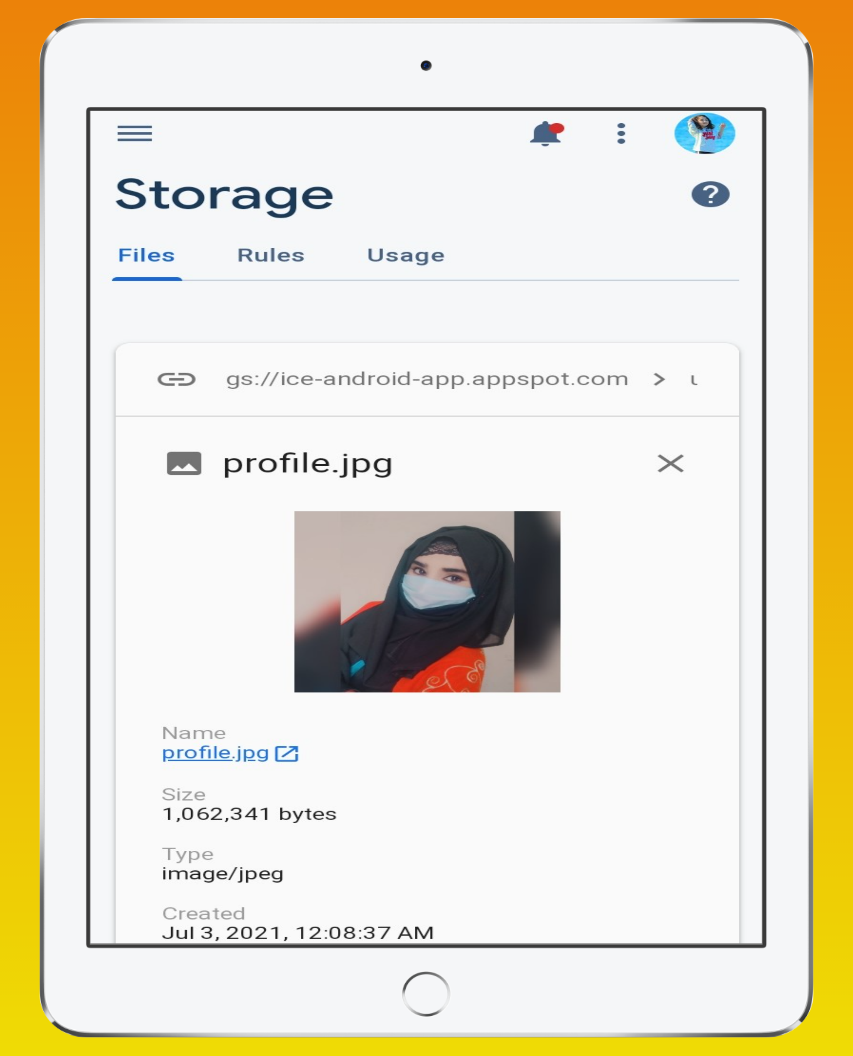 Storage
?
Files Rules Usage
gs://ice-android-app.appspot.com >
profile.jpg
Name
profile.jpg
Size
1,062,341 bytes
Type
image/jpeg
Created
Jul 3, 2021, 12:08:37 AM